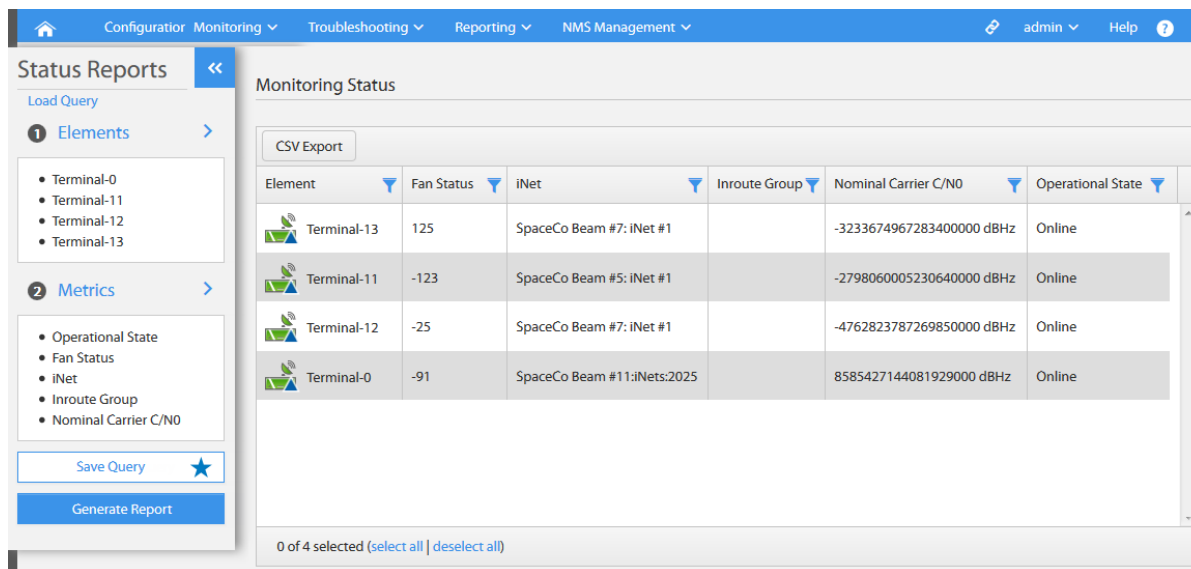 Configuration Monitoring Troubleshooting Reporting NMS Management admin Help ?
Status Reports
Load Query
1 Elements
• Terminal-0
• Terminal-11
• Terminal-12
• Terminal-13
2 Metrics
• Operational State
• Fan Status
• iNet
• Inroute Group
• Nominal Carrier C/N0
Save Query
Generate Report
Monitoring Status
CSV Export
Element Fan Status iNet Inroute Group Nominal Carrier C/N0 Operational State
Terminal-13 125 SpaceCo Beam #7: iNet #1 -3233674967283400000 dBHz Online
Terminal-11 -123 SpaceCo Beam #5: iNet #1 -2798060005230640000 dBHz Online
Terminal-12 -25 SpaceCo Beam #7: iNet #1 -4762823787269850000 dBHz Online
Terminal-0 -91 SpaceCo Beam #11:iNets:2025 8585427144081929000 dBHz Online
0 of 4 selected (select all | deselect all)